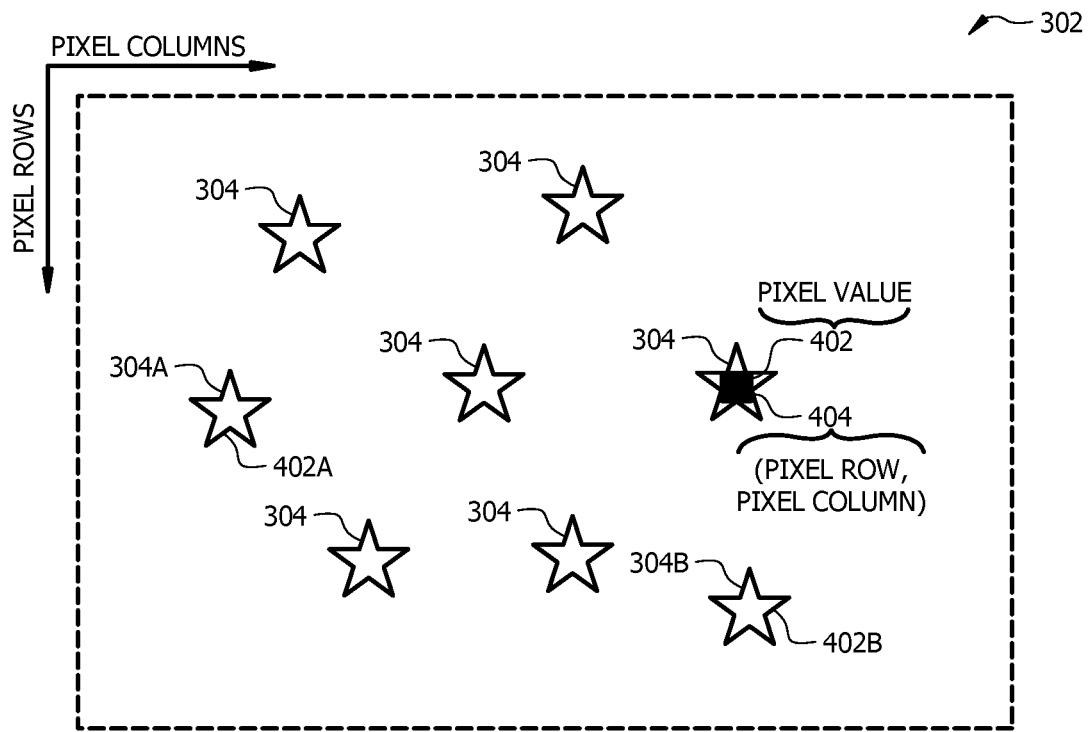 302
PIXEL COLUMNS
PIXEL ROWS
304
304
PIXEL VALUE
304
304
402
304A
404
402A
(PIXEL ROW,
PIXEL COLUMN)
304
304
304B
402B